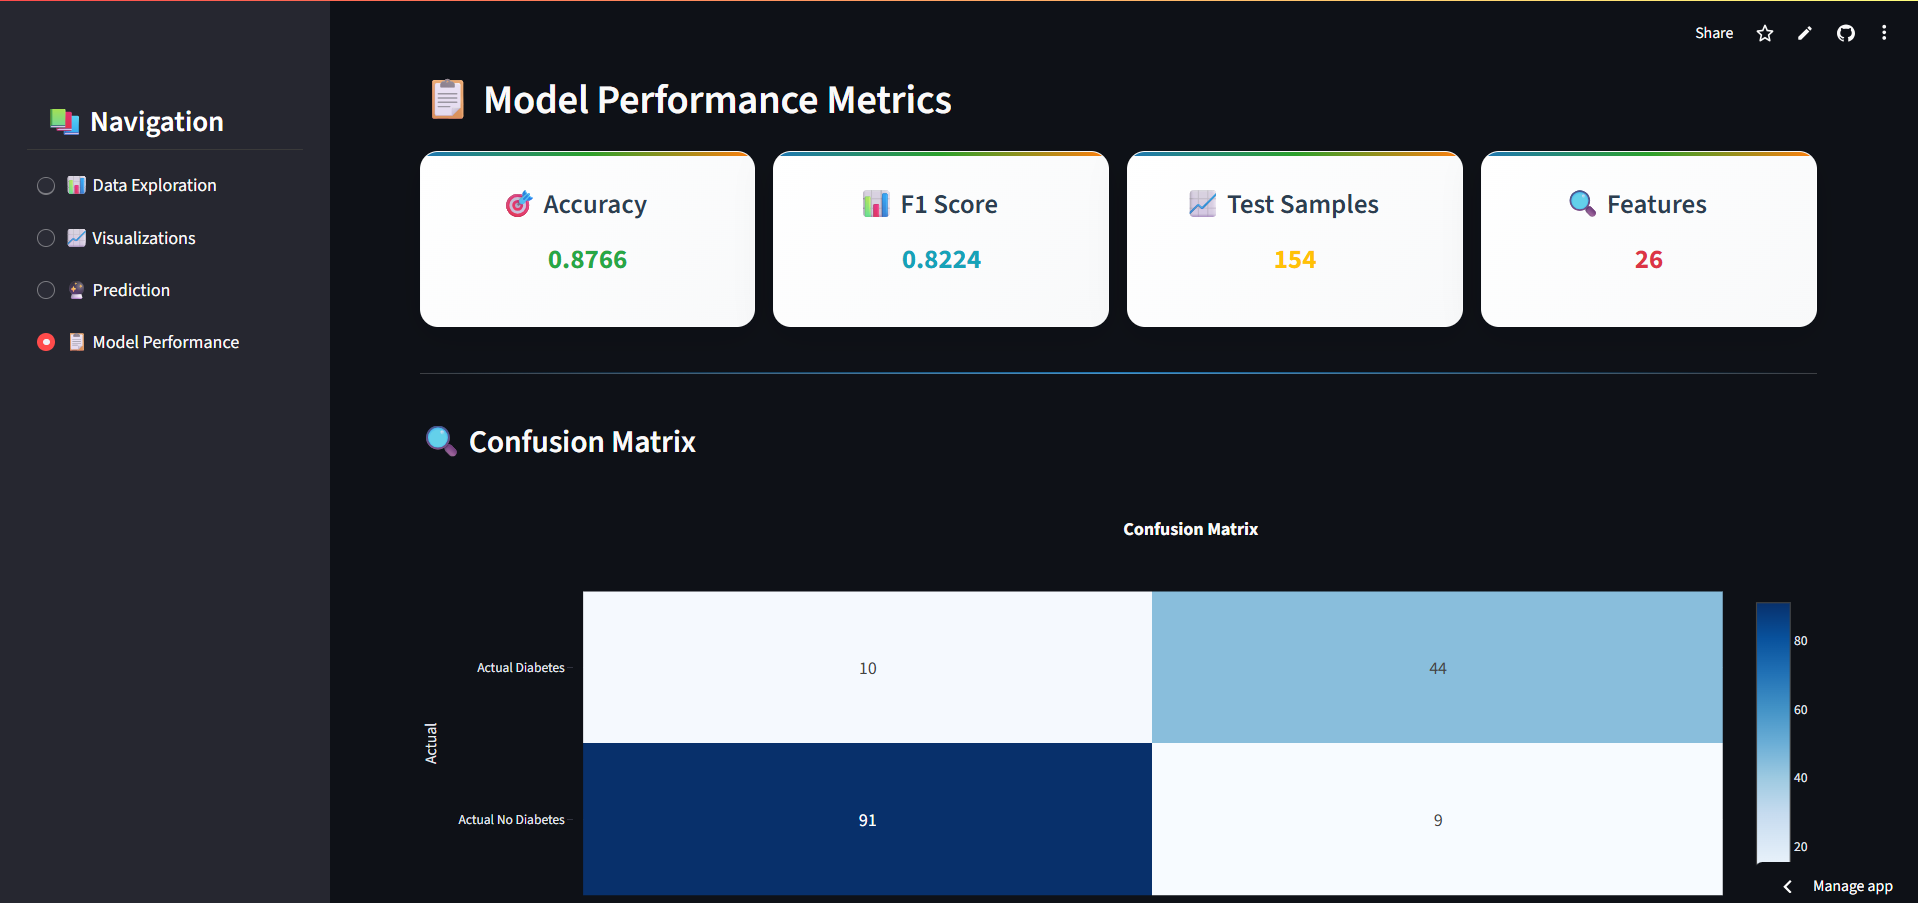 Share
Navigation
Data Exploration
Visualizations
Prediction
Model Performance
Model Performance Metrics
Accuracy
0.8766
F1 Score
0.8224
Test Samples
154
Features
26
Confusion Matrix
Confusion Matrix
Actual
Actual Diabetes
10
44
Actual No Diabetes
91
9
80
60
40
20
Manage app